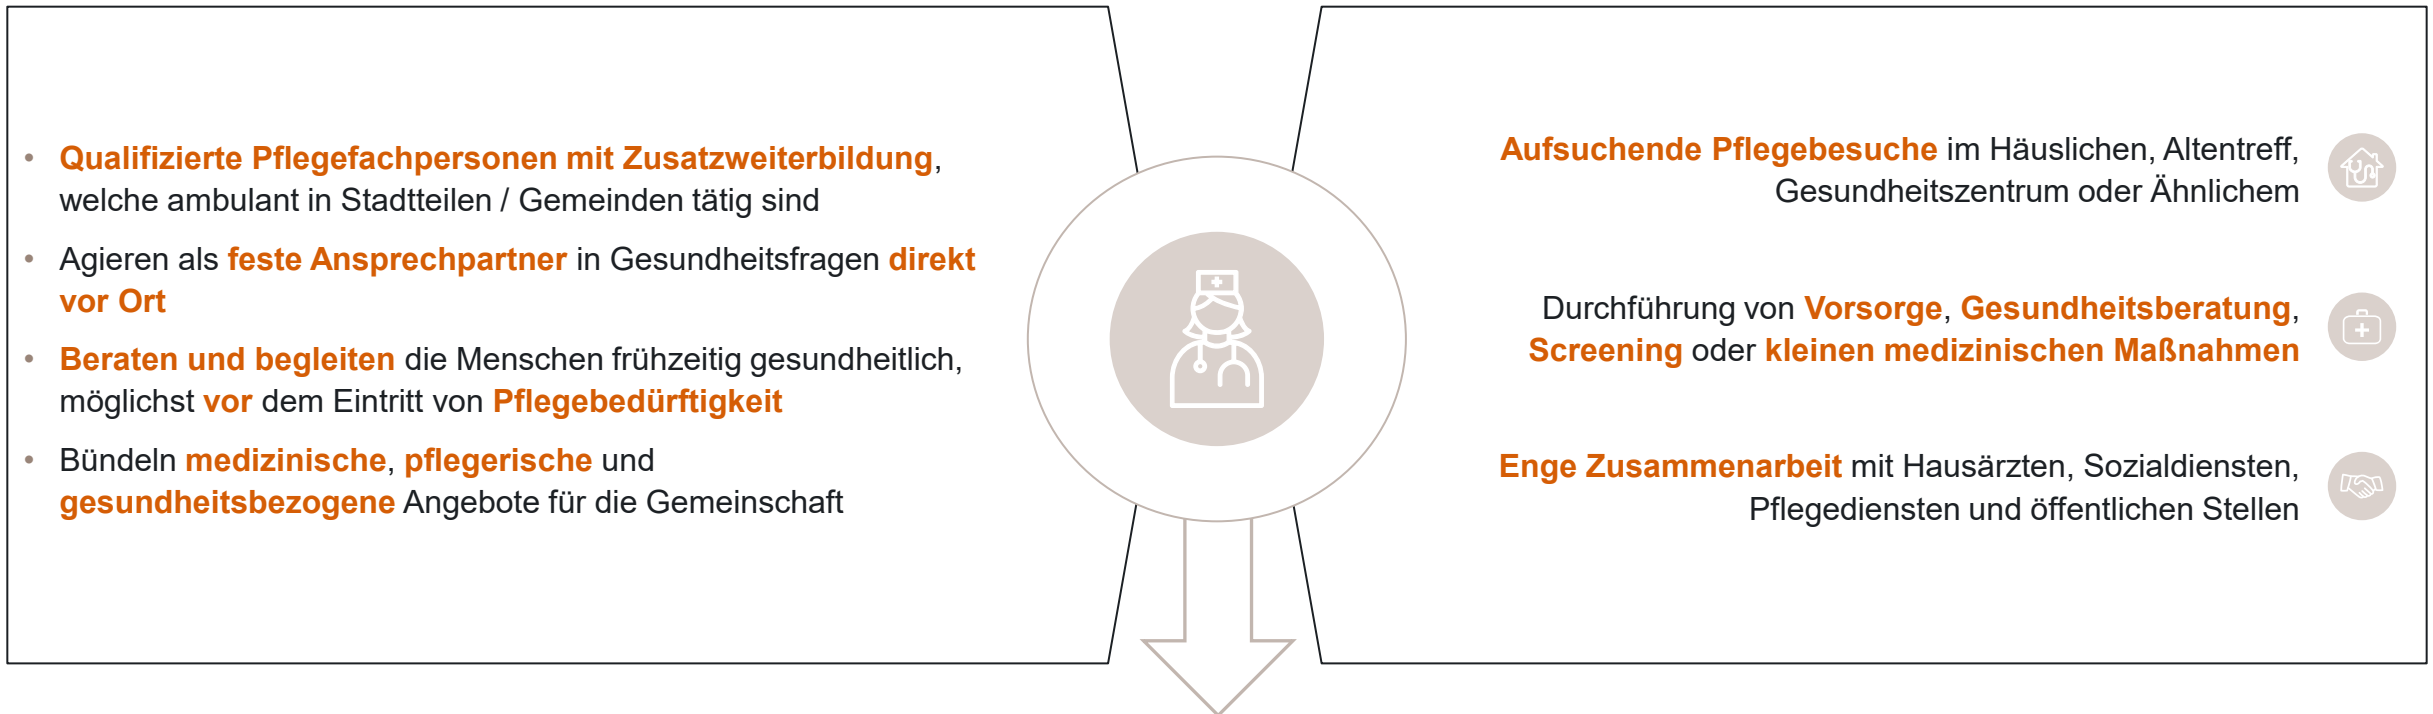 • Qualifizierte Pflegefachpersonen mit Zusatzweiterbildung,
welche ambulant in Stadtteilen / Gemeinden tätig sind
• Agieren als feste Ansprechpartner in Gesundheitsfragen direkt
vor Ort
• Beraten und begleiten die Menschen frühzeitig gesundheitlich,
möglichst vor dem Eintritt von Pflegebedürftigkeit
• Bündeln medizinische, pflegerische und
gesundheitsbezogene Angebote für die Gemeinschaft
Aufsuchende Pflegebesuche im Häuslichen, Altentreff,
Gesundheitszentrum oder Ähnlichem
Durchführung von Vorsorge, Gesundheitsberatung,
Screening oder kleinen medizinischen Maßnahmen
Enge Zusammenarbeit mit Hausärzten, Sozialdiensten,
Pflegediensten und öffentlichen Stellen